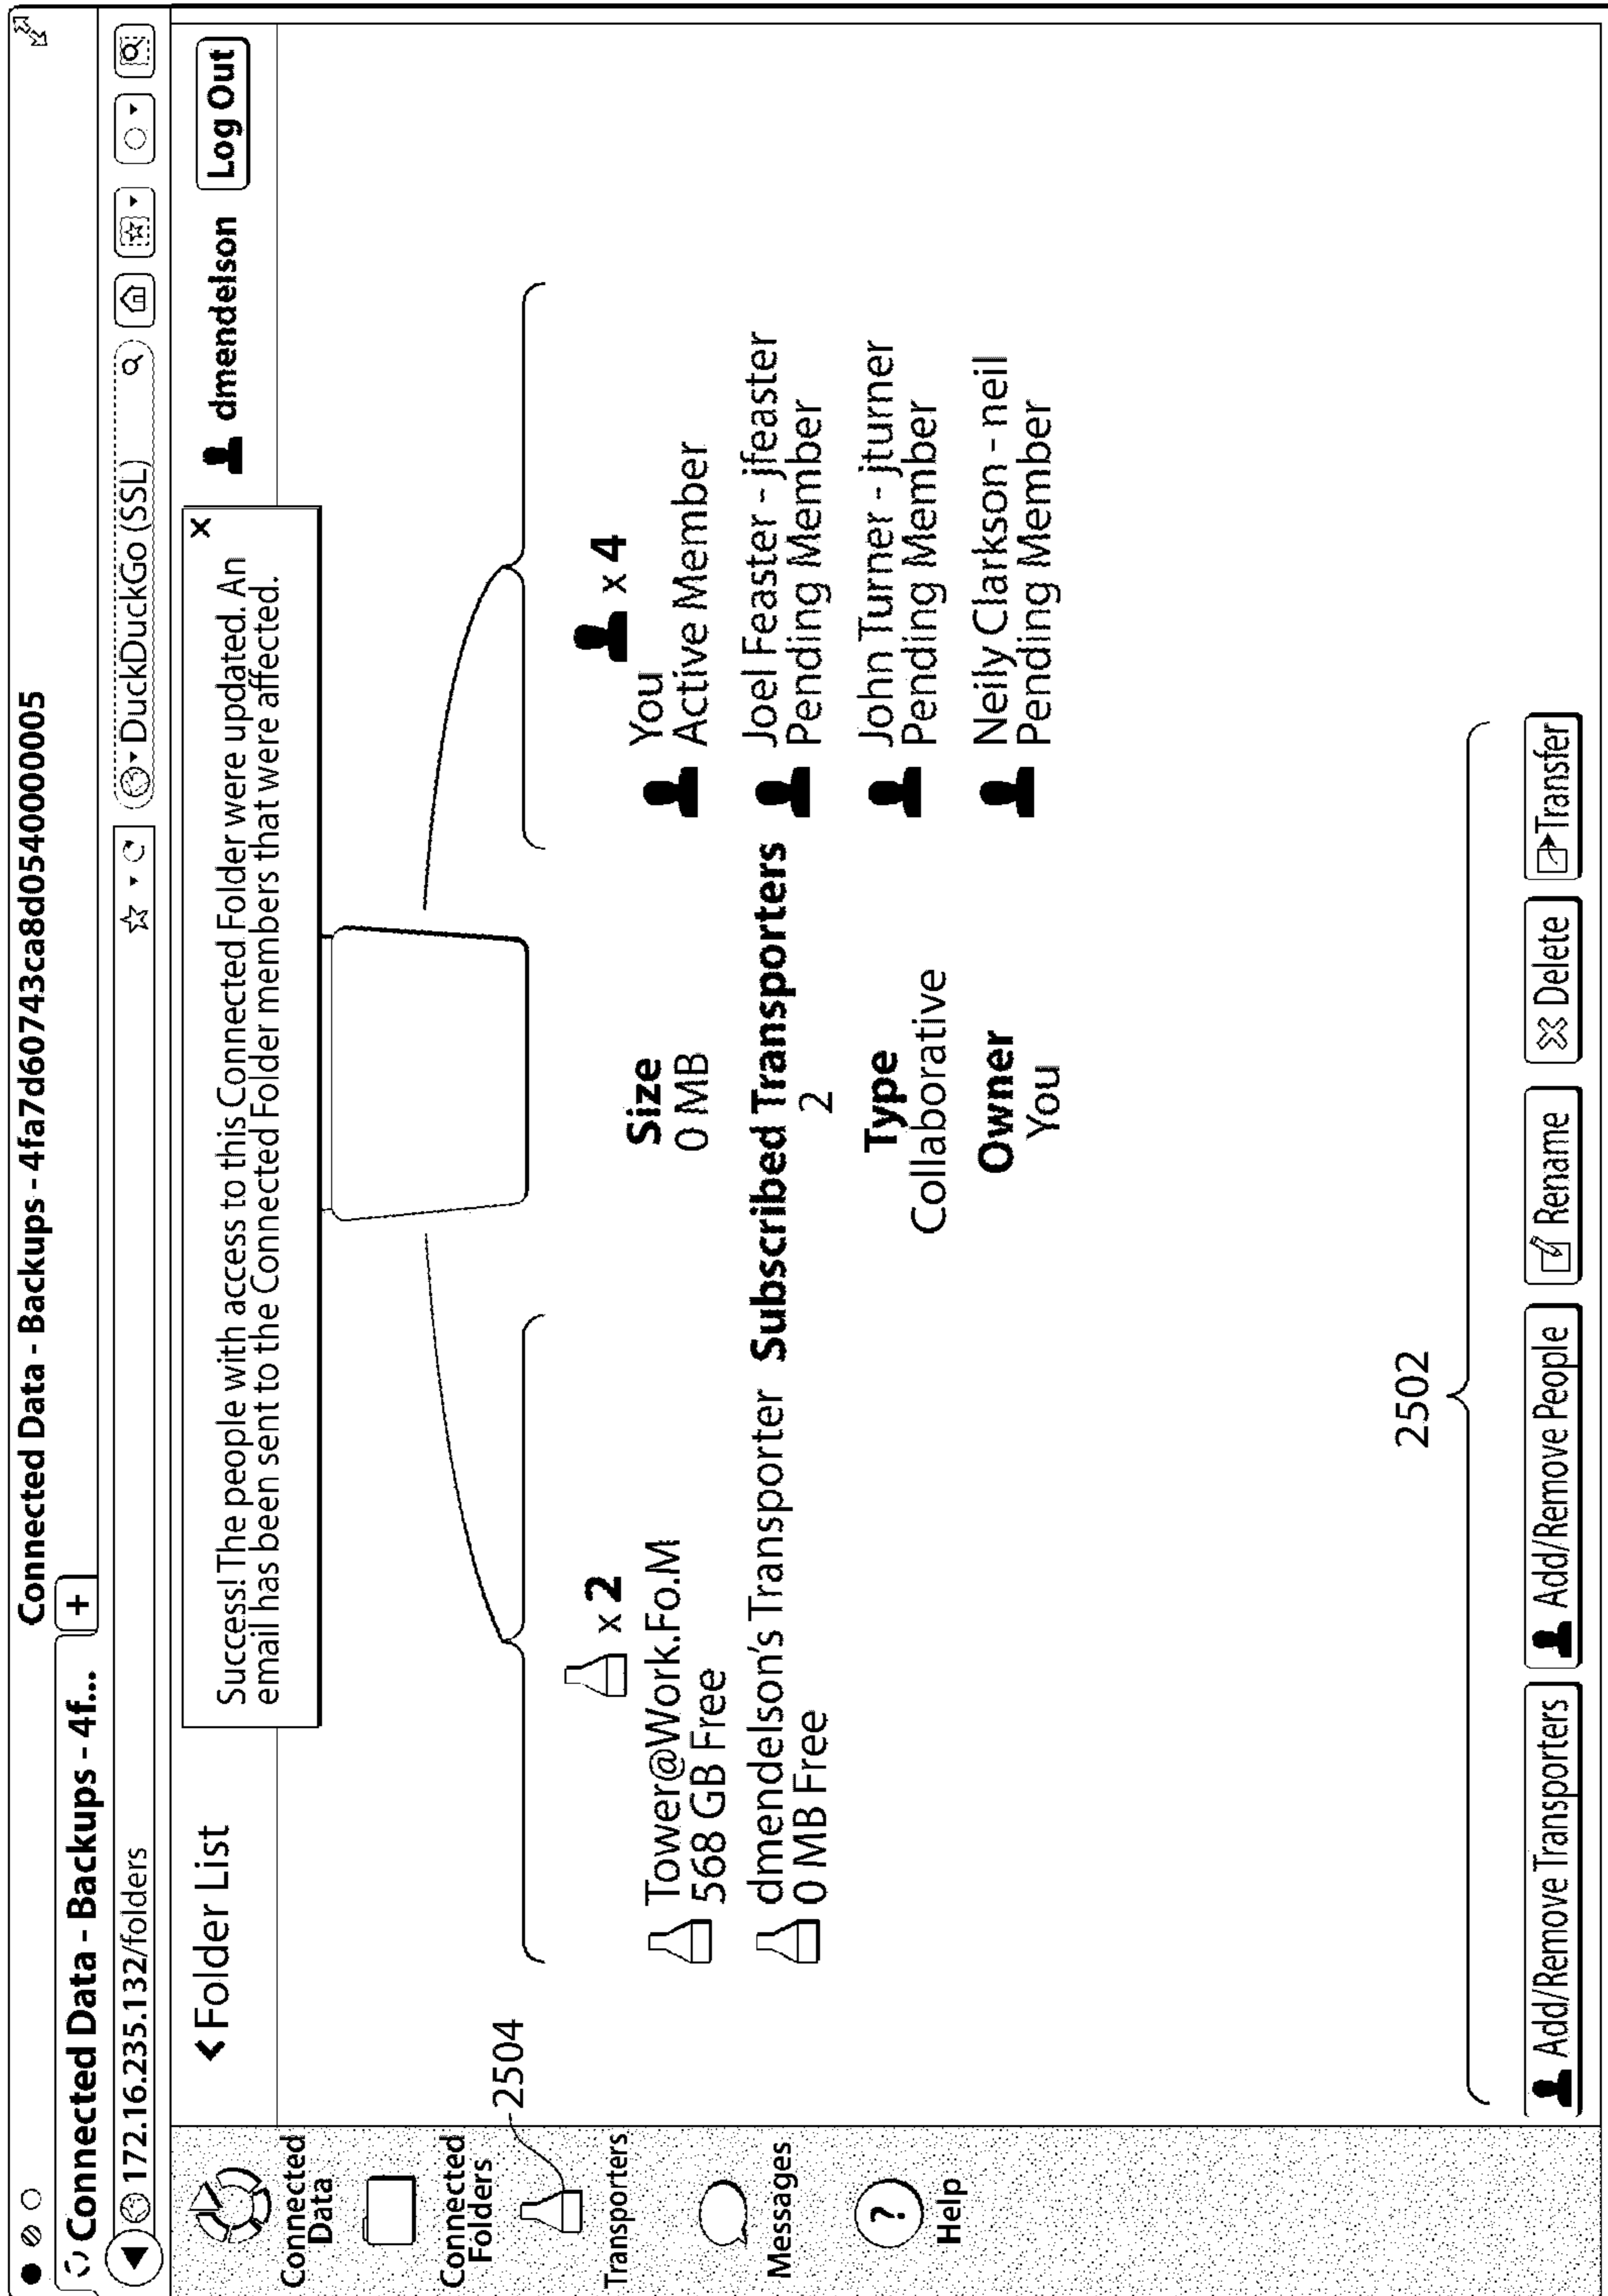 Connected Data - Backups - 4fa7d60743ca8d0540000005
Connected Data - Backups - 4f...
+
172.16.235.132/folders
DuckDuckGo (SSL)
Folder List
Success! The people with access to this Connected Folder were updated. An
email has been sent to the Connected Folder members that were affected.
x
dmendelson
Log Out
Connected
Data
Connected
Folders
2504
Transporters
Messages
?
Help
x 2
Tower@Work.Fo.M
568 GB Free
dmendelson's Transporter
0 MB Free
Size
0 MB
Subscribed Transporters
2
Type
Collaborative
Owner
You
x 4
You
Active Member
Joel Feaster - jfeaster
Pending Member
John Turner - jturner
Pending Member
Neily Clarkson - neil
Pending Member
2502
Add/Remove Transporters
Add/Remove People
Rename
Delete
Transfer